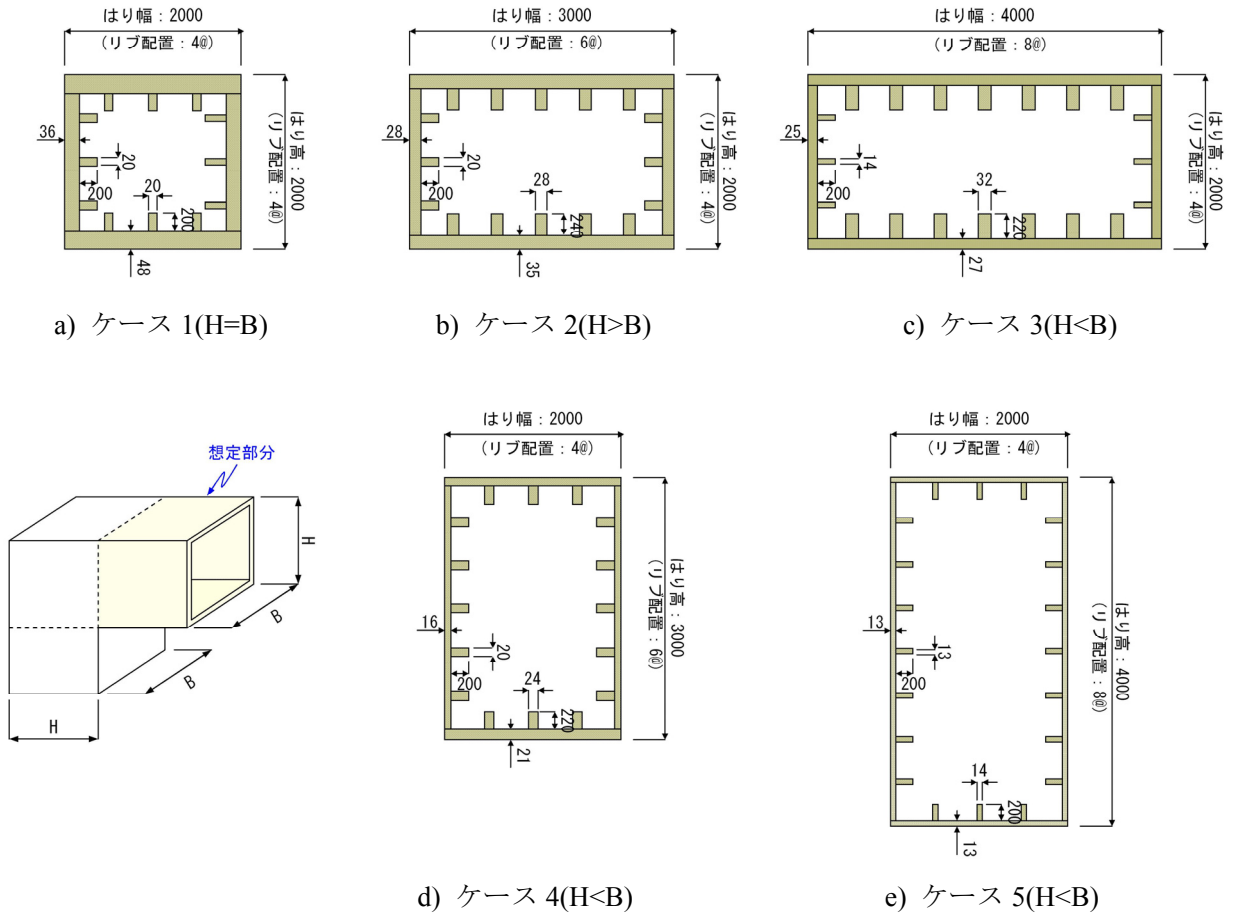 はり幅：2000
(リブ配置：4@)
36
20
200
20
200
48
はり高：2000
(リブ配置：4@)
a) ケース 1(H=B)
はり幅：3000
(リブ配置：6@)
28
20
200
28
240
35
はり高：2000
(リブ配置：4@)
b) ケース 2(H>B)
はり幅：4000
(リブ配置：8@)
25
14
200
32
220
27
はり高：2000
(リブ配置：4@)
c) ケース 3(H<B)
想定部分
H
B
B
H
はり幅：2000
(リブ配置：4@)
16
20
200
24
220
21
はり高：3000
(リブ配置：6@)
d) ケース 4(H<B)
はり幅：2000
(リブ配置：4@)
13
13
200
14
200
13
はり高：4000
(リブ配置：8@)
e) ケース 5(H<B)